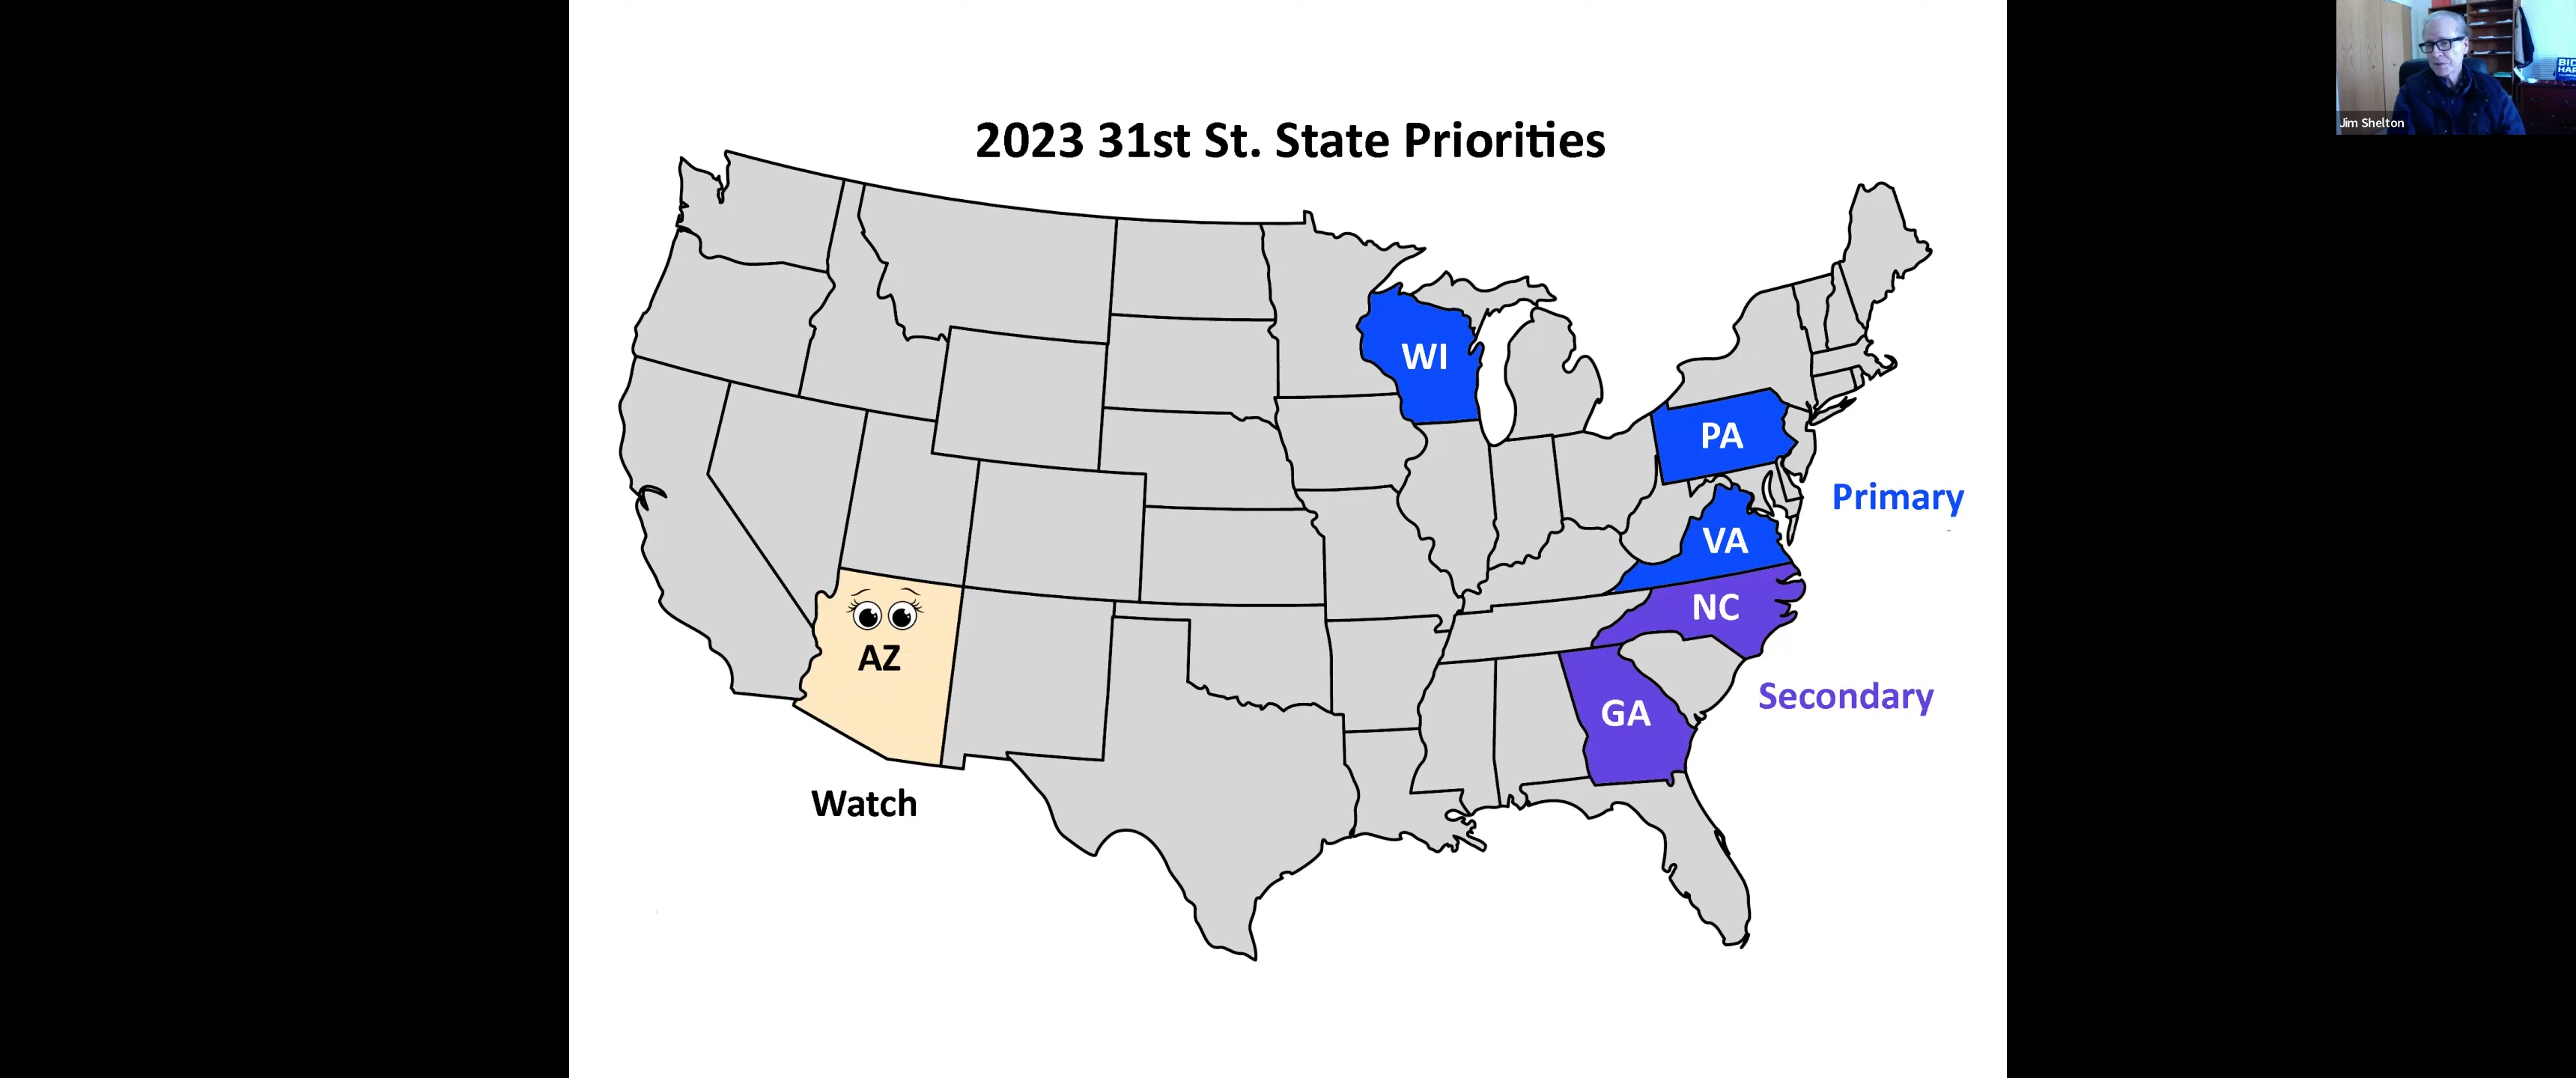 2023 31st St. State Priorities
WI
PA
Primary
VA
NC
AZ
Secondary
GA
Watch
Jim Shelton